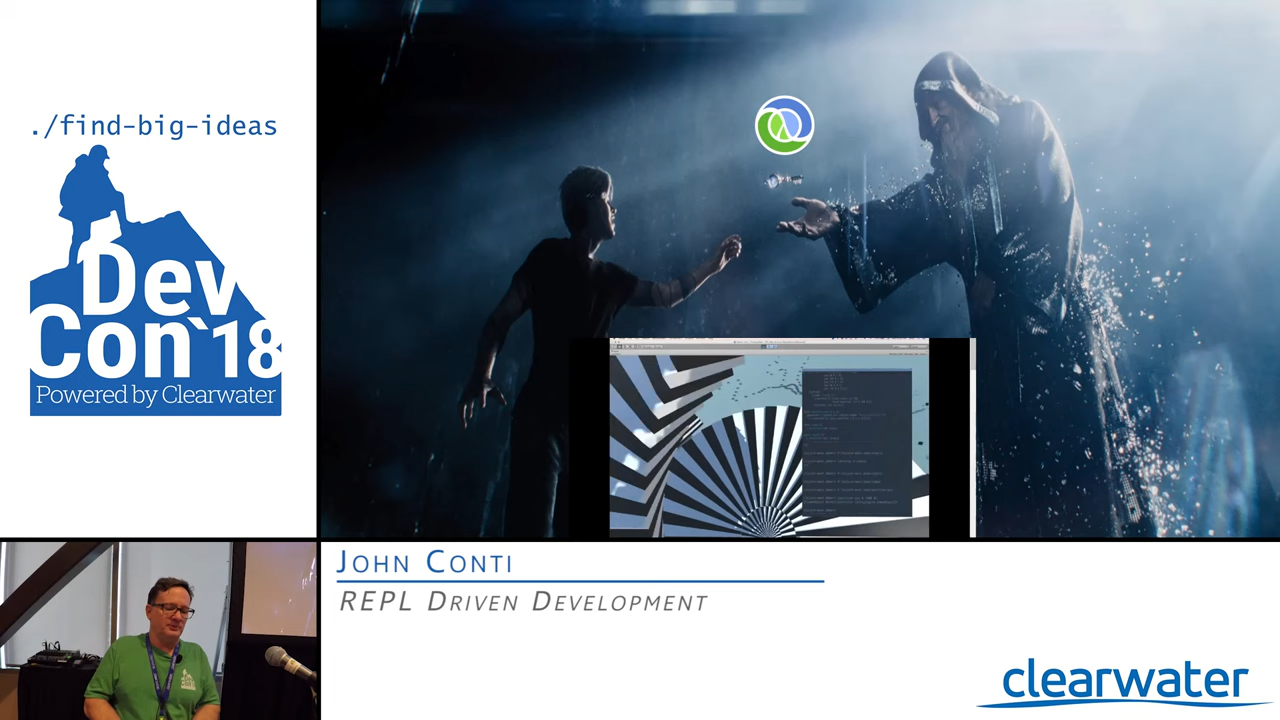 ./find-big-ideas
Dev
Con`18
Powered by Clearwater
John Conti
REPL Driven Development
clearwater